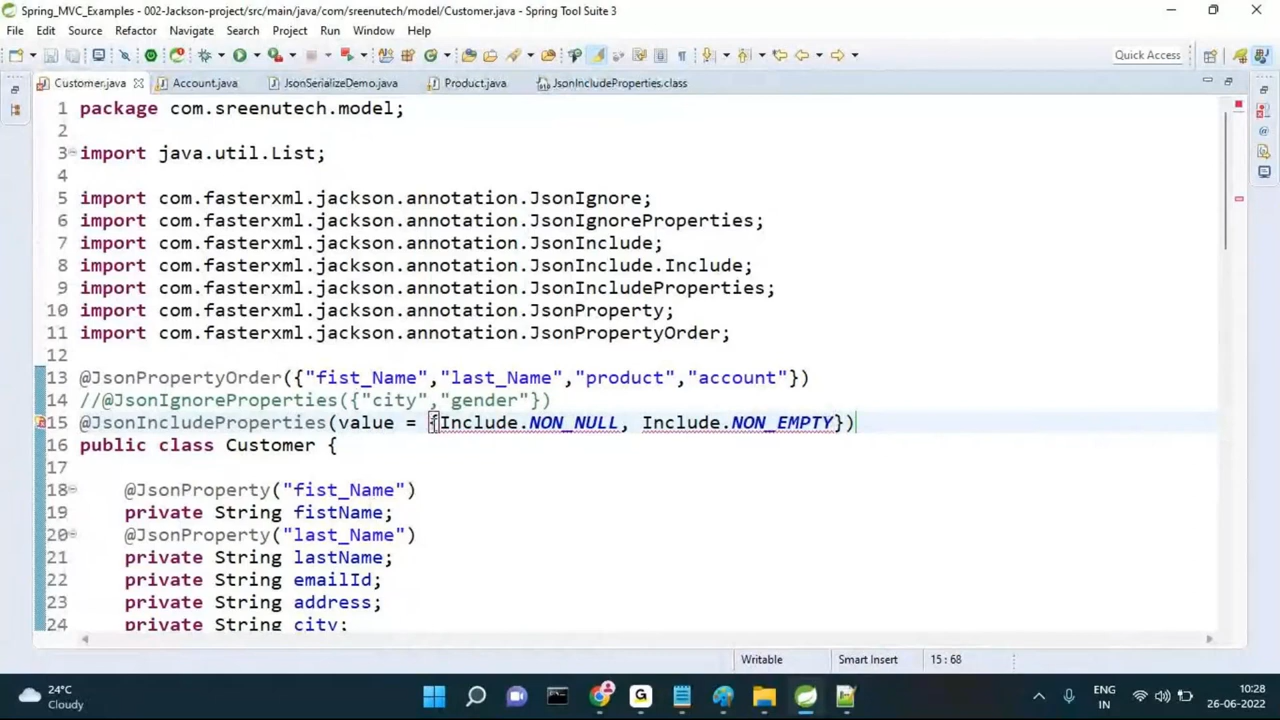 Spring_MVC_Examples - 002-Jackson-project/src/main/java/com/sreenutech/model/Customer.java - Spring Tool Suite 3
File Edit Source Refactor Navigate Search Project Run Window Help
Quick Access
Customer.java Account.java JsonSerializeDemo.java Product.java JsonIncludeProperties.class
1 package com.sreenutech.model;
2
3 import java.util.List;
4
5 import com.fasterxml.jackson.annotation.JsonIgnore;
6 import com.fasterxml.jackson.annotation.JsonIgnoreProperties;
7 import com.fasterxml.jackson.annotation.JsonInclude;
8 import com.fasterxml.jackson.annotation.JsonInclude.Include;
9 import com.fasterxml.jackson.annotation.JsonIncludeProperties;
10 import com.fasterxml.jackson.annotation.JsonProperty;
11 import com.fasterxml.jackson.annotation.JsonPropertyOrder;
12
13 @JsonPropertyOrder({"fist_Name","last_Name","product","account"})
14 //@JsonIgnoreProperties({"city","gender"})
15 @JsonIncludeProperties(value = {Include.NON_NULL, Include.NON_EMPTY})
16 public class Customer {
17
18 @JsonProperty("fist_Name")
19 private String fistName;
20 @JsonProperty("last_Name")
21 private String lastName;
22 private String emailId;
23 private String address;
24 private String city;
Writable Smart Insert 15 : 68
24°C
Cloudy
ENG
IN
10:28
26-06-2022